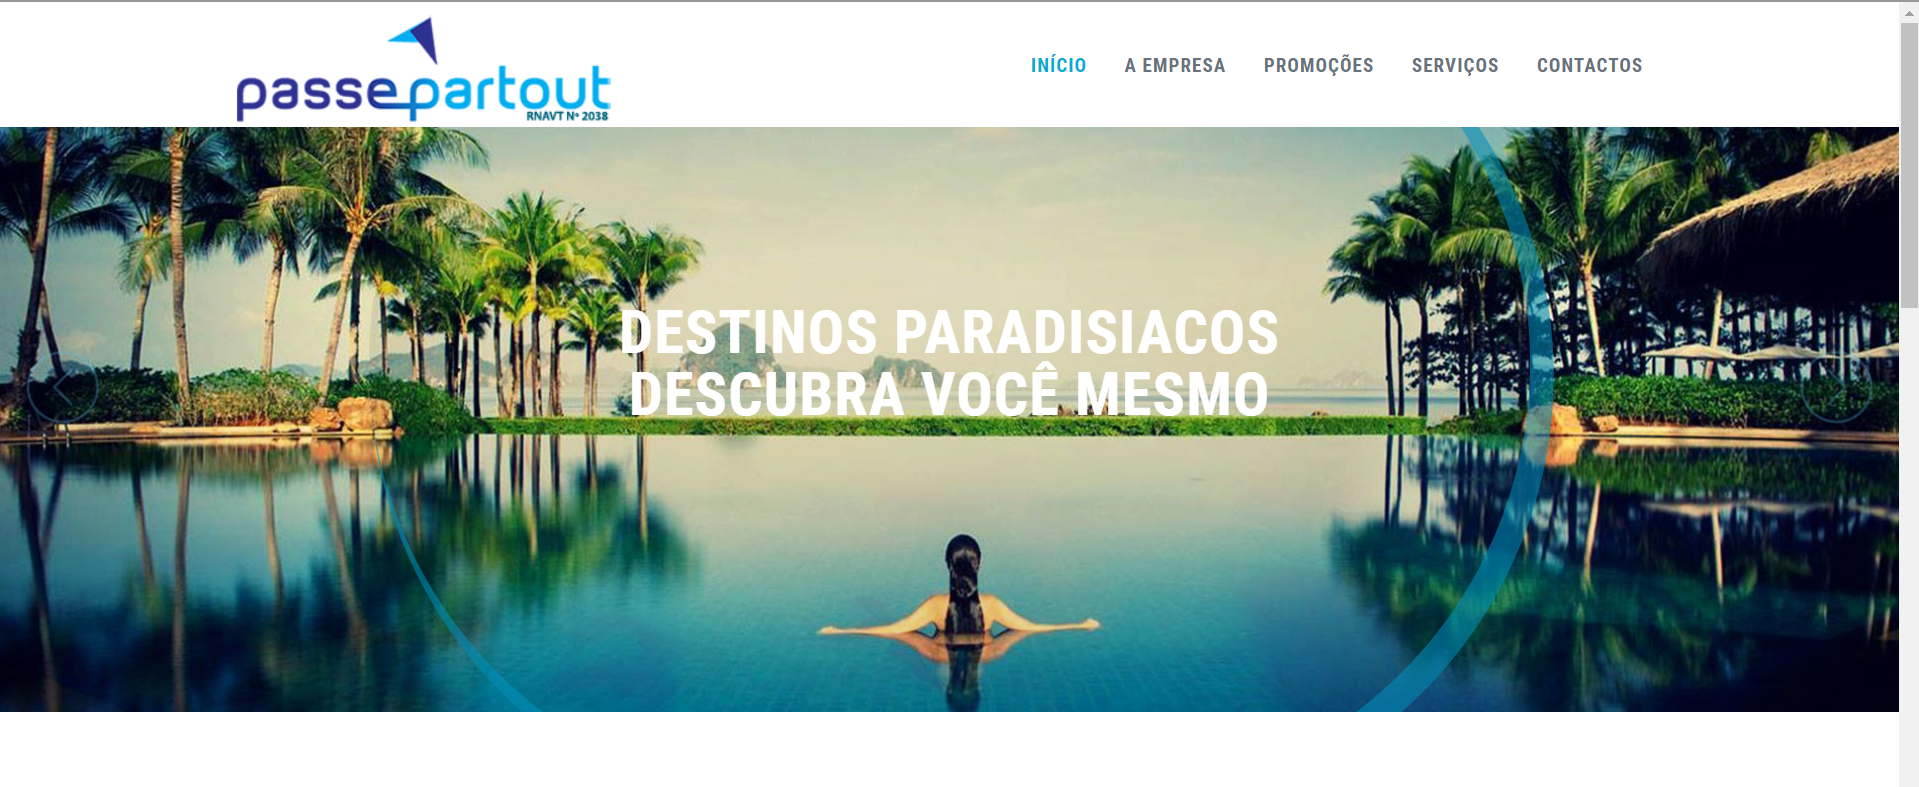 passepartout
RNAVT Nº 2038
INÍCIO
A EMPRESA
PROMOÇÕES
SERVIÇOS
CONTACTOS
DESTINOS PARADISIACOS
DESCUBRA VOCÊ MESMO